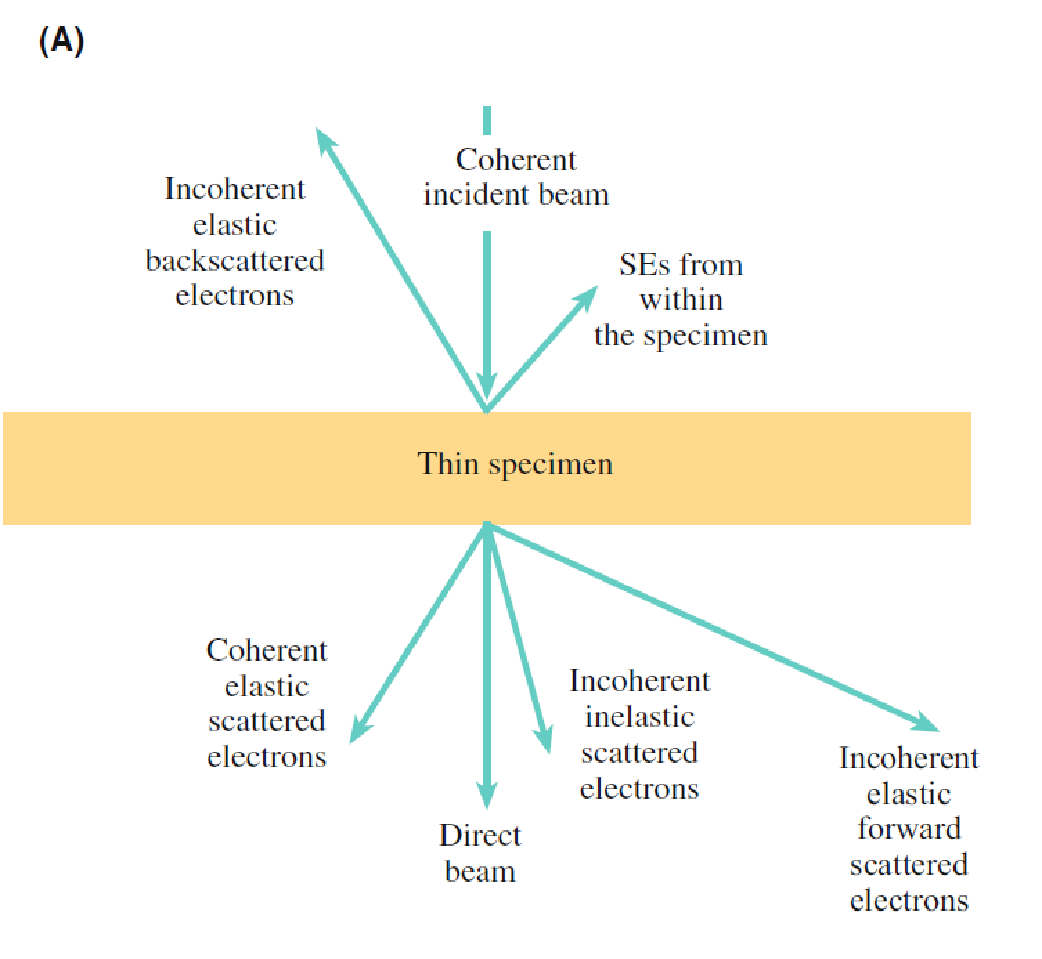 (A)
Coherent
incident beam
Incoherent
elastic
backscattered
electrons
SEs from
within
the specimen
Thin specimen
Coherent
elastic
scattered
electrons
Incoherent
inelastic
scattered
electrons
Direct
beam
Incoherent
elastic
forward
scattered
electrons